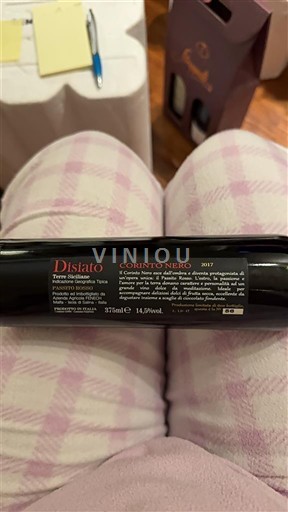 Disiato
Terre Siciliane
Indicazione Geografica Tipica
PASSITO ROSSO
Prodotto ed Imbottigliato da
Azienda Agricola FENECH
Malfa - Isola di Salina - Italia
PRODOTTO IN ITALIA
CORINTO NERO 2017
Il Corinto Nero esce dall'ombra e diventa protagonista di
un'opera unica: il Passito Rosso. L'estro, la passione e
l'amore per la terra donano carattere e personalità ad un
grande vino dolce da meditazione. Ideale per
accompagnare deliziosi dolci di frutta secca, eccellente da
degustare insieme a scaglie di cioccolato fondente.
375ml e 14,5%vol.
VINIOU